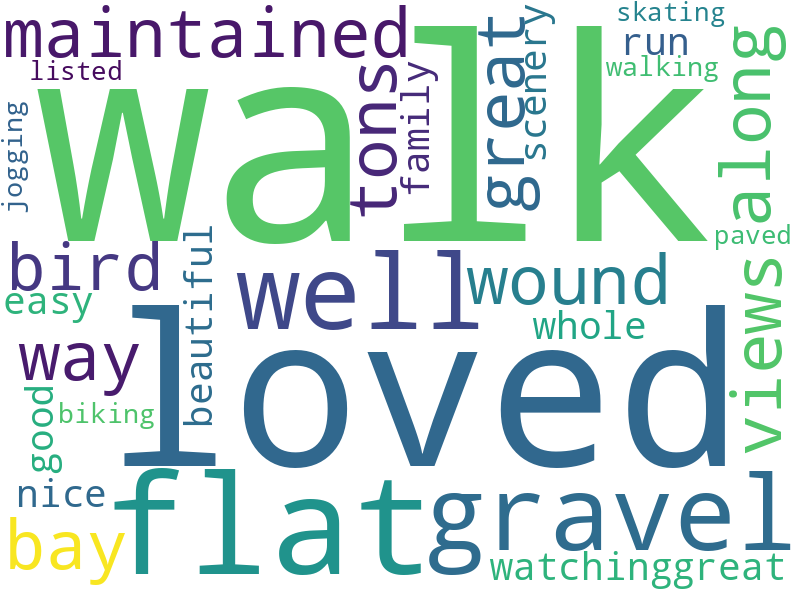 maintained
walk
listed
jogging
tons
family
great
scenery
skating
run
walking
along
paved
bird
easy
beautiful
well
wound
whole
views
way
loved
good
biking
nice
flat
gravel
bay
watchinggreat